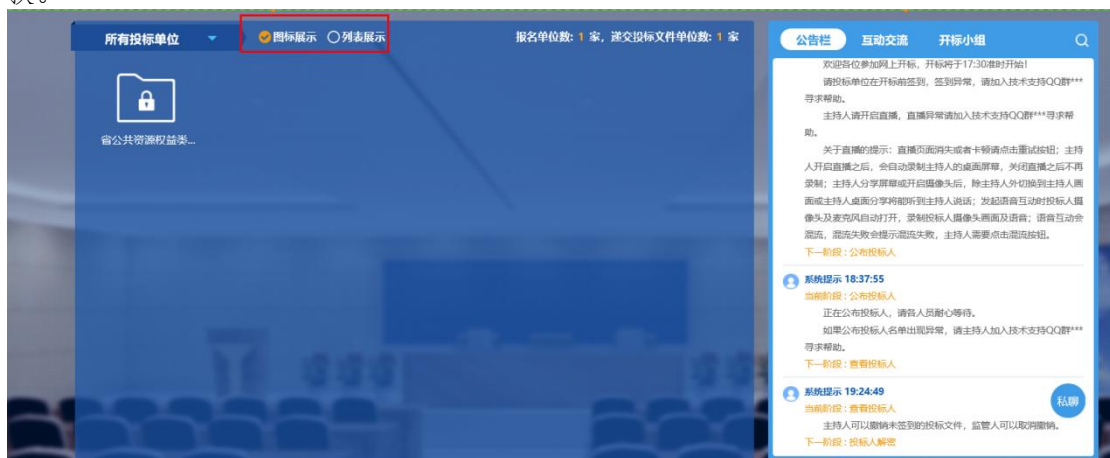 所有投标单位
图标展示 列表展示
报名单位数: 1 家，递交投标文件单位数: 1 家
省公共资源权益类...
公告栏 互动交流 开标小组
欢迎各位参加网上开标，开标将于17:30准时开始！
请投标单位在开标前签到，签到异常，请加入技术支持QQ群***
寻求帮助。
主持人请开启直播，直播异常请加入技术支持QQ群***寻求帮
助。
关于直播的提示：直播页面消失或者卡顿请点击重试按钮；主持
人开启直播之后，会自动录制主持人的桌面屏幕，关闭直播之后不再
录制；主持人分享屏幕或开启摄像头后，除主持人外切换到主持人画
面或主持人桌面分享将能听到主持人说话；发起语音互动时投标人摄
像头及麦克风自动打开，录制投标人摄像头画面及语音；语音互动会
混流，混流失败会提示混流失败，主持人需要点击混流按钮。
下一阶段 : 公布投标人
系统提示 18:37:55
当前阶段 : 公布投标人
正在公布投标人，请各人员耐心等待。
如果公布投标人名单出现异常，请主持人加入技术支持QQ群***
寻求帮助。
下一阶段 : 查看投标人
系统提示 19:24:49
当前阶段 : 查看投标人
主持人可以撤销未签到的投标文件，监管人可以取消撤销。
下一阶段 : 投标人解密
私聊